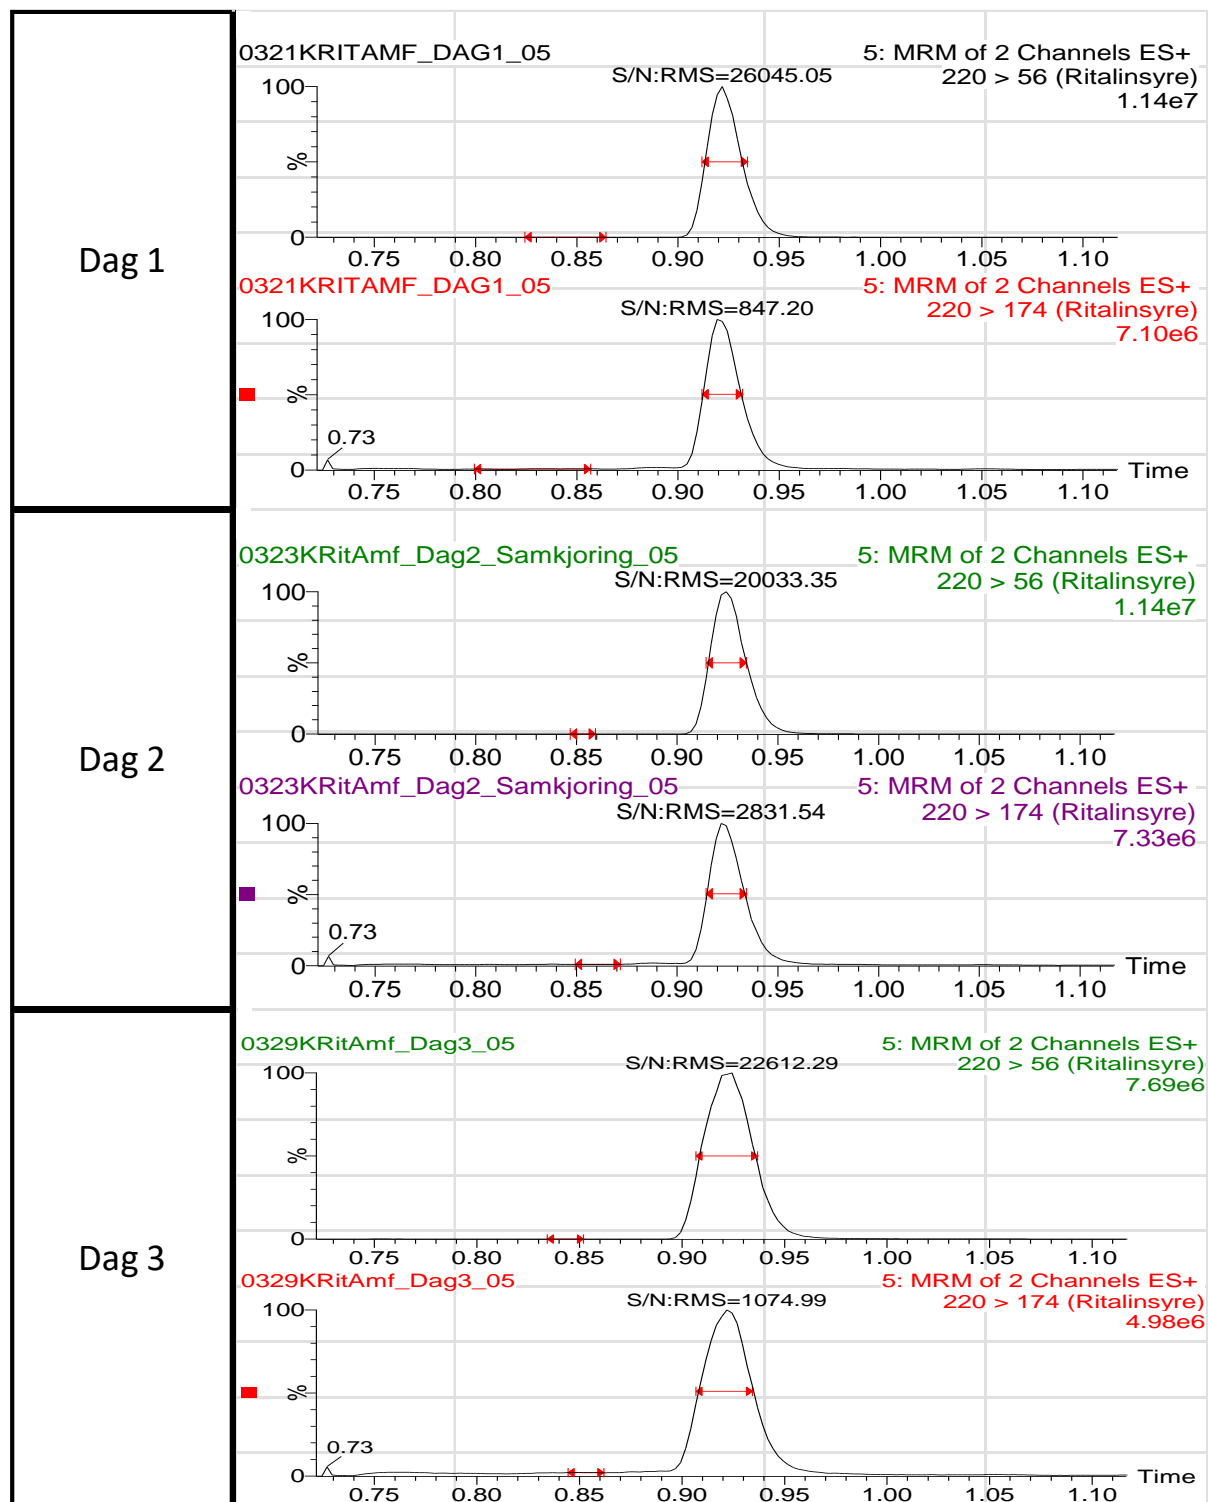 Dag 1
0321KRITAMF_DAG1_05
5: MRM of 2 Channels ES+
S/N:RMS=26045.05
220 > 56 (Ritalinsyre)
1.14e7
100
%
0
0.75 0.80 0.85 0.90 0.95 1.00 1.05 1.10
0321KRITAMF_DAG1_05
5: MRM of 2 Channels ES+
S/N:RMS=847.20
220 > 174 (Ritalinsyre)
7.10e6
100
%
0.73
0
Time
0.75 0.80 0.85 0.90 0.95 1.00 1.05 1.10
Dag 2
0323KRitAmf_Dag2_Samkjoring_05
5: MRM of 2 Channels ES+
S/N:RMS=20033.35
220 > 56 (Ritalinsyre)
1.14e7
100
%
0
0.75 0.80 0.85 0.90 0.95 1.00 1.05 1.10
0323KRitAmf_Dag2_Samkjoring_05
5: MRM of 2 Channels ES+
S/N:RMS=2831.54
220 > 174 (Ritalinsyre)
7.33e6
100
%
0.73
0
Time
0.75 0.80 0.85 0.90 0.95 1.00 1.05 1.10
Dag 3
0329KRitAmf_Dag3_05
5: MRM of 2 Channels ES+
S/N:RMS=22612.29
220 > 56 (Ritalinsyre)
7.69e6
100
%
0
0.75 0.80 0.85 0.90 0.95 1.00 1.05 1.10
0329KRitAmf_Dag3_05
5: MRM of 2 Channels ES+
S/N:RMS=1074.99
220 > 174 (Ritalinsyre)
4.98e6
100
%
0.73
0
Time
0.75 0.80 0.85 0.90 0.95 1.00 1.05 1.10